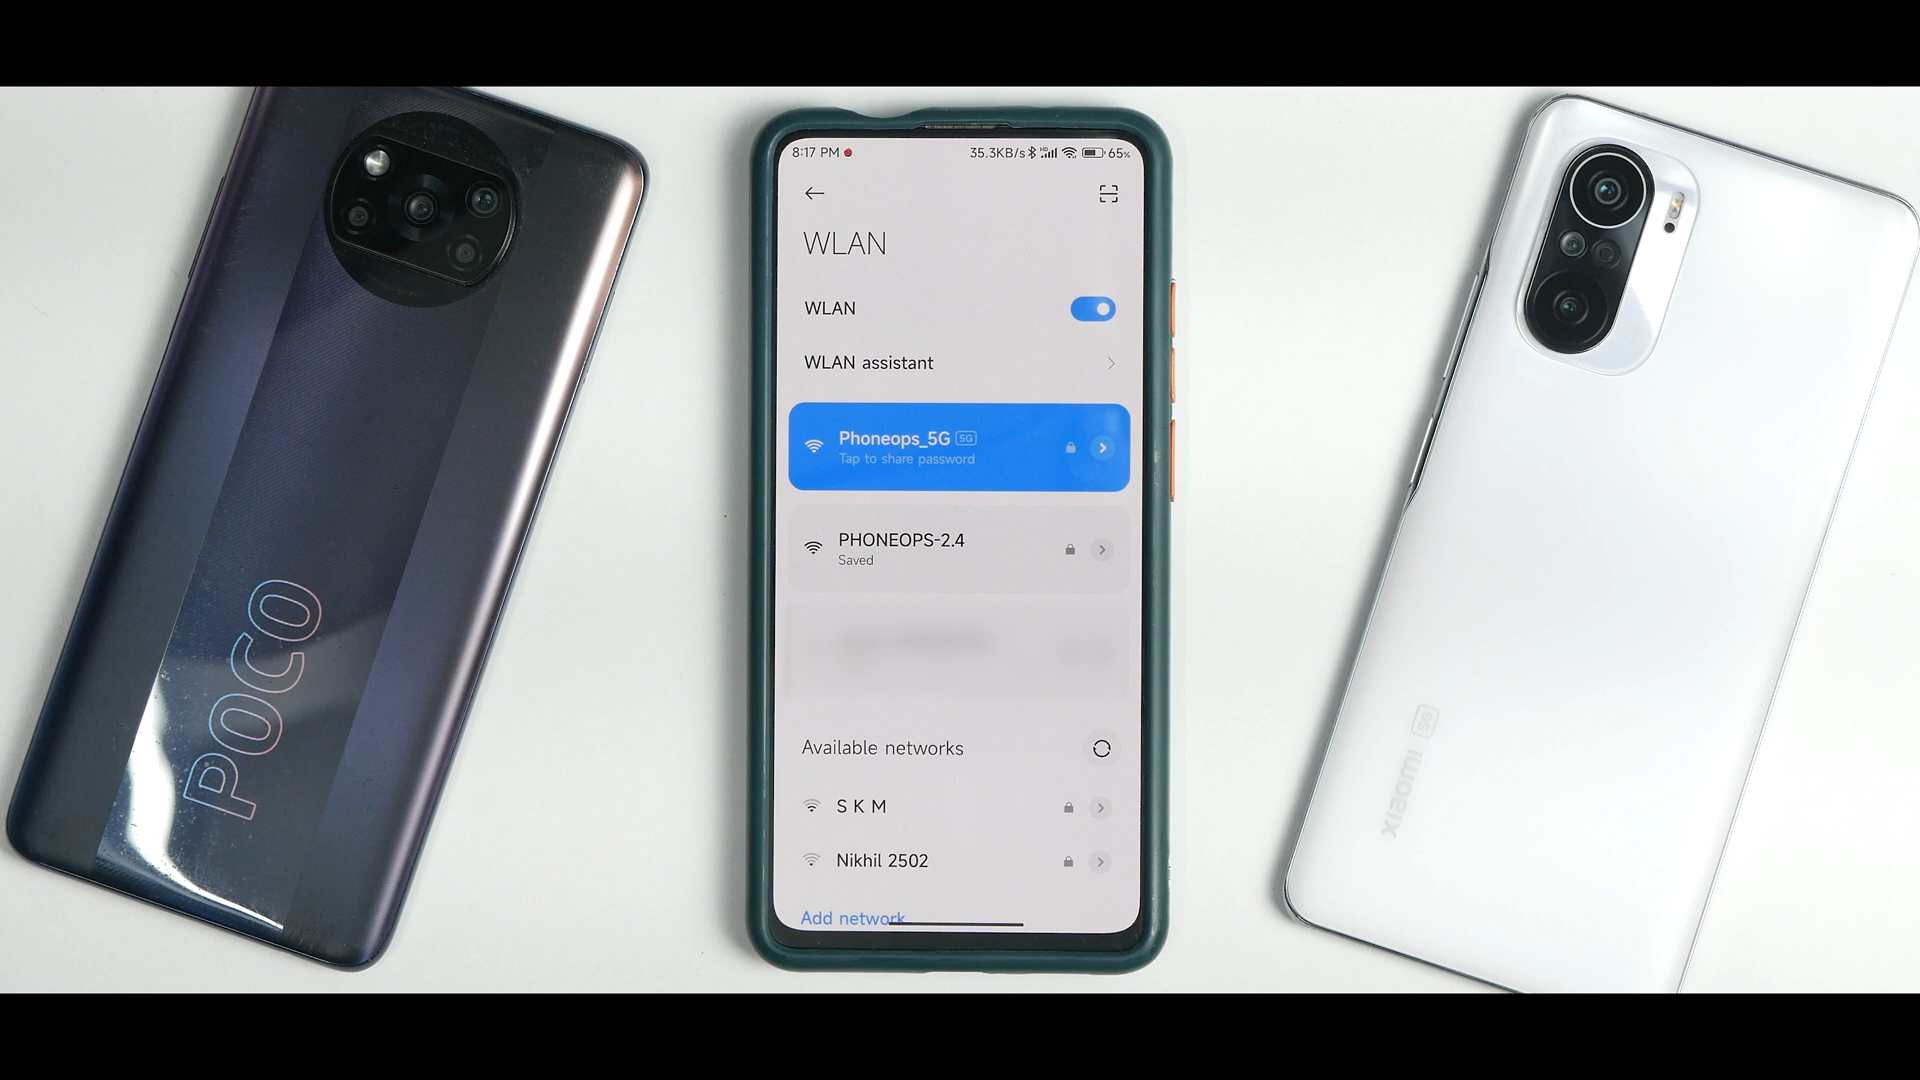 8:17 PM 35.3KB/s HD 65%
WLAN
WLAN
WLAN assistant
Phoneops_5G 5G
Tap to share password
PHONEOPS-2.4
Saved
Available networks
S K M
Nikhil 2502
Add network
POCO
xiaomi 5G